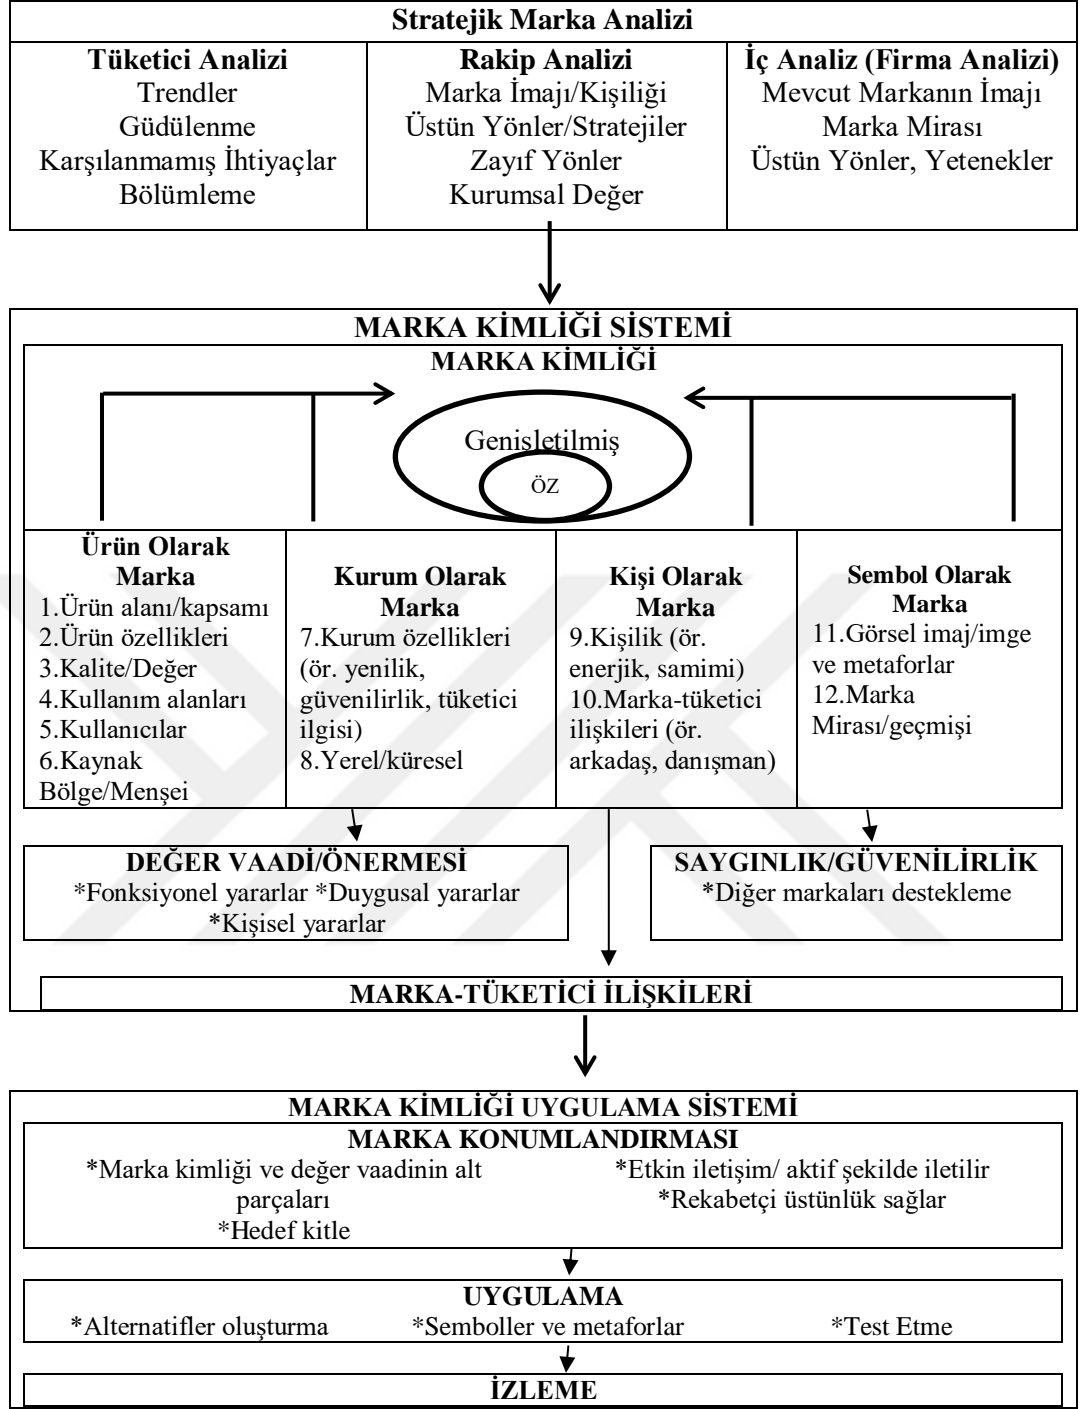 Stratejik Marka Analizi
Tüketici Analizi
Trendler
Güdülenme
Karşılanmamış İhtiyaçlar
Bölümleme
Rakip Analizi
Marka İmajı/Kişiliği
Üstün Yönler/Stratejiler
Zayıf Yönler
Kurumsal Değer
İç Analiz (Firma Analizi)
Mevcut Markanın İmajı
Marka Mirası
Üstün Yönler, Yetenekler
MARKA KİMLİĞİ SİSTEMİ
MARKA KİMLİĞİ
Genişletilmiş
ÖZ
Ürün Olarak
Marka
1.Ürün alanı/kapsamı
2.Ürün özellikleri
3.Kalite/Değer
4.Kullanım alanları
5.Kullanıcılar
6.Kaynak
Bölge/Menşei
Kurum Olarak
Marka
7.Kurum özellikleri
(ör. yenilik,
güvenilirlik, tüketici
ilgisi)
8.Yerel/küresel
Kişi Olarak
Marka
9.Kişilik (ör.
enerjik, samimi)
10.Marka-tüketici
ilişkileri (ör.
arkadaş, danışman)
Sembol Olarak
Marka
11.Görsel imaj/imge
ve metaforlar
12.Marka
Mirası/geçmişi
DEĞER VAADİ/ÖNERMESİ
*Fonksiyonel yararlar *Duygusal yararlar
*Kişisel yararlar
SAYGINLIK/GÜVENİLİRLİK
*Diğer markaları destekleme
MARKA-TÜKETİCİ İLİŞKİLERİ
MARKA KİMLİĞİ UYGULAMA SİSTEMİ
MARKA KONUMLANDIRMASI
*Marka kimliği ve değer vaadinin alt
parçaları
*Hedef kitle
*Etkin iletişim/ aktif şekilde iletilir
*Rekabetçi üstünlük sağlar
UYGULAMA
*Alternatifler oluşturma *Semboller ve metaforlar *Test Etme
İZLEME